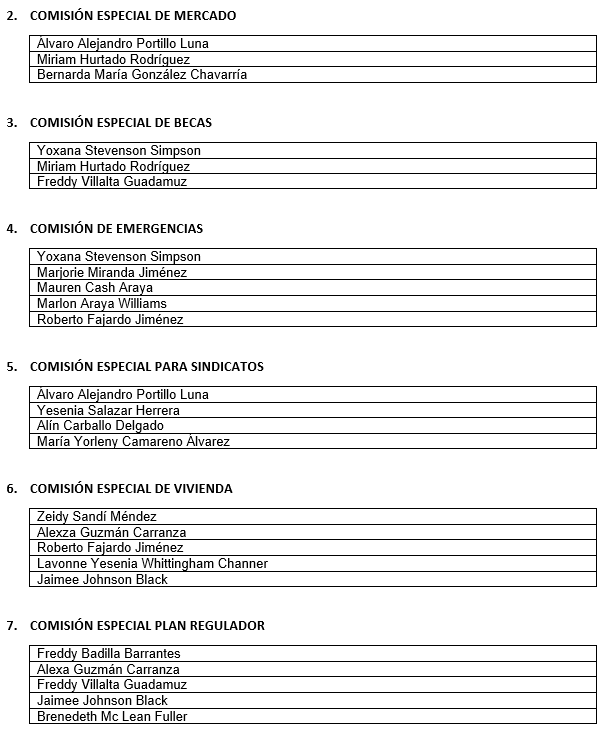 2. COMISIÓN ESPECIAL DE MERCADO
Álvaro Alejandro Portillo Luna
Miriam Hurtado Rodríguez
Bernarda María González Chavarría
3. COMISIÓN ESPECIAL DE BECAS
Yoxana Stevenson Simpson
Miriam Hurtado Rodríguez
Freddy Villalta Guadamuz
4. COMISIÓN DE EMERGENCIAS
Yoxana Stevenson Simpson
Marjorie Miranda Jiménez
Mauren Cash Araya
Marlon Araya Williams
Roberto Fajardo Jiménez
5. COMISIÓN ESPECIAL PARA SINDICATOS
Álvaro Alejandro Portillo Luna
Yesenia Salazar Herrera
Alín Carballo Delgado
María Yorleny Camareno Álvarez
6. COMISIÓN ESPECIAL DE VIVIENDA
Zeidy Sandí Méndez
Alexza Guzmán Carranza
Roberto Fajardo Jiménez
Lavonne Yesenia Whittingham Channer
Jaimee Johnson Black
7. COMISIÓN ESPECIAL PLAN REGULADOR
Freddy Badilla Barrantes
Alexa Guzmán Carranza
Freddy Villalta Guadamuz
Jaimee Johnson Black
Brenedeth Mc Lean Fuller